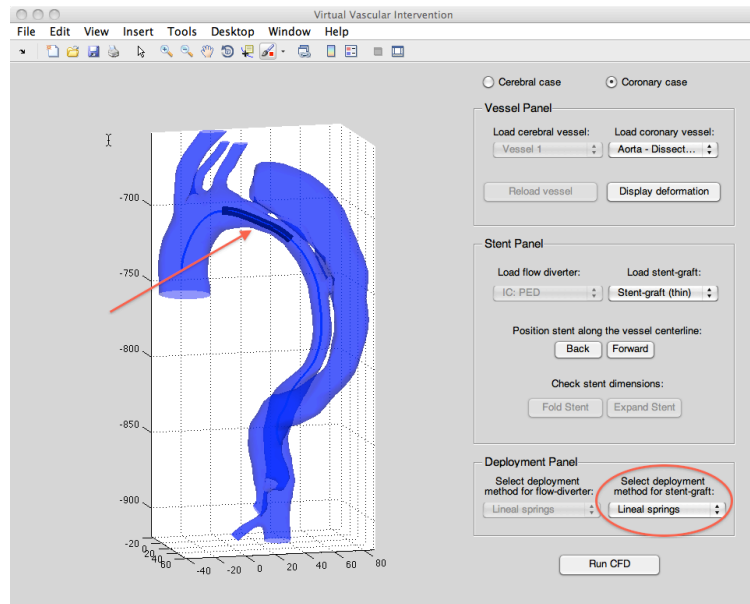 Virtual Vascular Intervention
File Edit View Insert Tools Desktop Window Help
Cerebral case Coronary case
Vessel Panel
Load cerebral vessel: Load coronary vessel:
Vessel 1 Aorta - Dissect...
Reload vessel Display deformation
Stent Panel
Load flow diverter: Load stent-graft:
IC: PED Stent-graft (thin)
Position stent along the vessel centerline:
Back Forward
Check stent dimensions:
Fold Stent Expand Stent
Deployment Panel
Select deployment Select deployment
method for flow-diverter: method for stent-graft:
Lineal springs Lineal springs
Run CFD
-700
-750
-800
-850
-900
-20
0
20
40
60
-40 -20 0 20 40 60 80